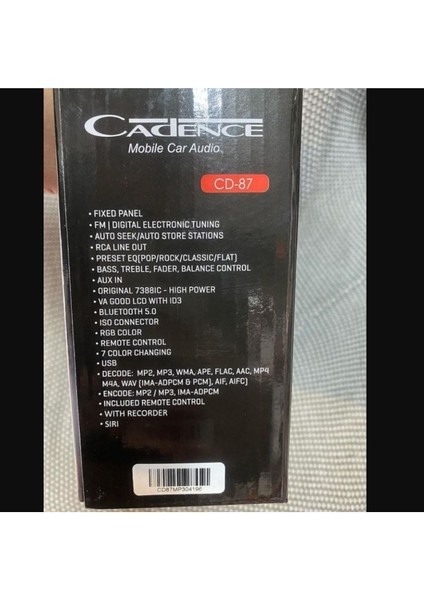 CADENCE
Mobile Car Audio
CD-87
• FIXED PANEL
• FM | DIGITAL ELECTRONIC TUNING
• AUTO SEEK/AUTO STORE STATIONS
• RCA LINE OUT
• PRESET EQ[POP/ROCK/CLASSIC/FLAT]
• BASS, TREBLE, FADER, BALANCE CONTROL
• AUX IN
• ORIGINAL 7388IC - HIGH POWER
• VA GOOD LCD WITH ID3
• BLUETOOTH 5.0
• ISO CONNECTOR
• RGB COLOR
• REMOTE CONTROL
• 7 COLOR CHANGING
• USB
• DECODE: MP2, MP3, WMA, APE, FLAC, AAC, MP4
M4A, WAV (IMA-ADPCM & PCM), AIF, AIFC)
• ENCODE: MP2 / MP3, IMA-ADPCM
• INCLUDED REMOTE CONTROL
• WITH RECORDER
• SIRI
CD87MP304196